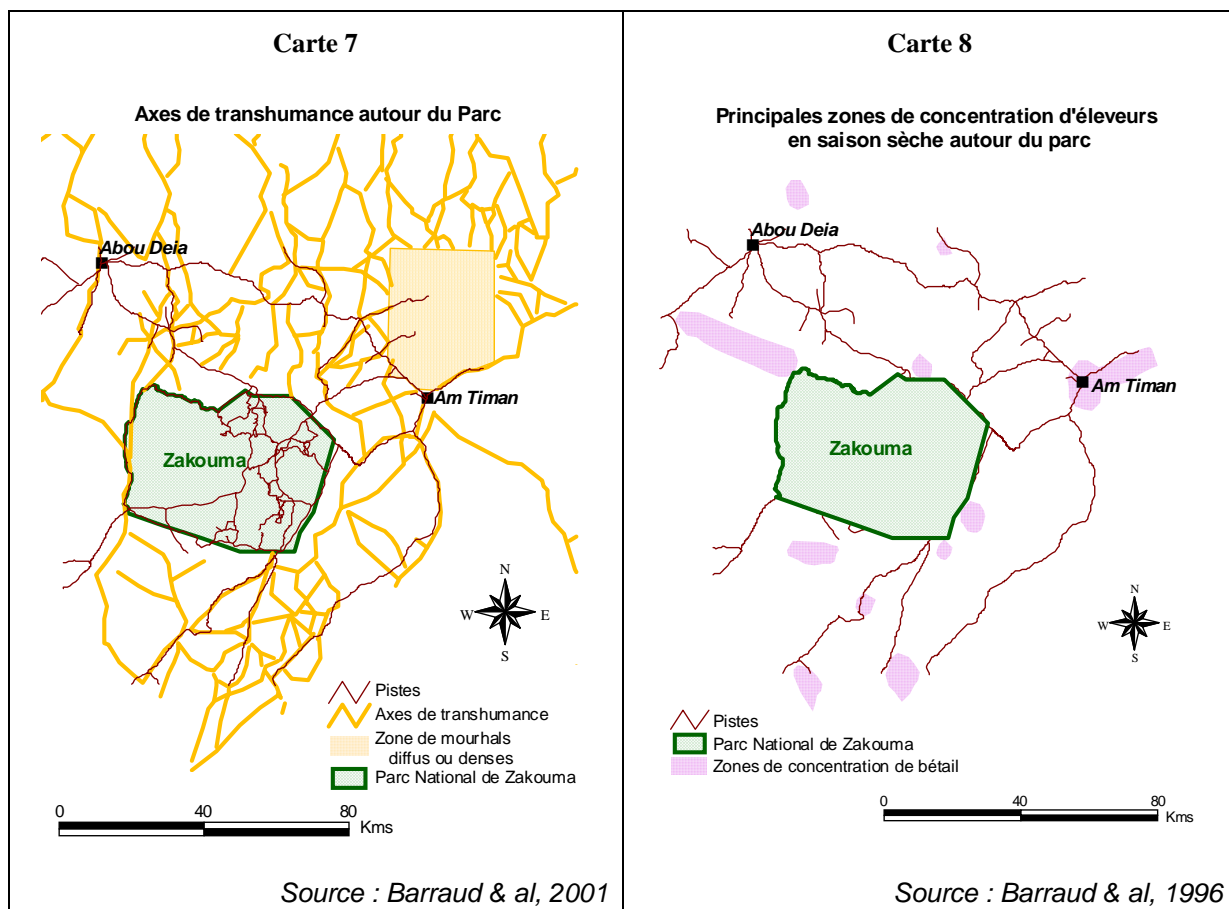 Carte 7
Axes de transhumance autour du Parc
Abou Deia
Am Timan
Zakouma
N
W
E
S
Pistes
Axes de transhumance
Zone de mourhals
diffus ou denses
Parc National de Zakouma
0
40
80
Kms
Source : Barraud & al, 2001
Carte 8
Principales zones de concentration d'éleveurs
en saison sèche autour du parc
Abou Deia
Am Timan
Zakouma
N
W
E
S
Pistes
Parc National de Zakouma
Zones de concentration de bétail
0
40
80
Kms
Source : Barraud & al, 1996